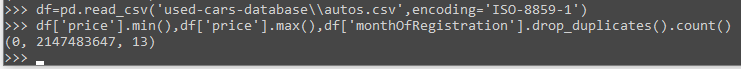 >>> df=pd.read_csv('used-cars-database\\autos.csv',encoding='ISO-8859-1')
>>> df['price'].min(),df['price'].max(),df['monthOfRegistration'].drop_duplicates().count()
(0, 2147483647, 13)
>>>